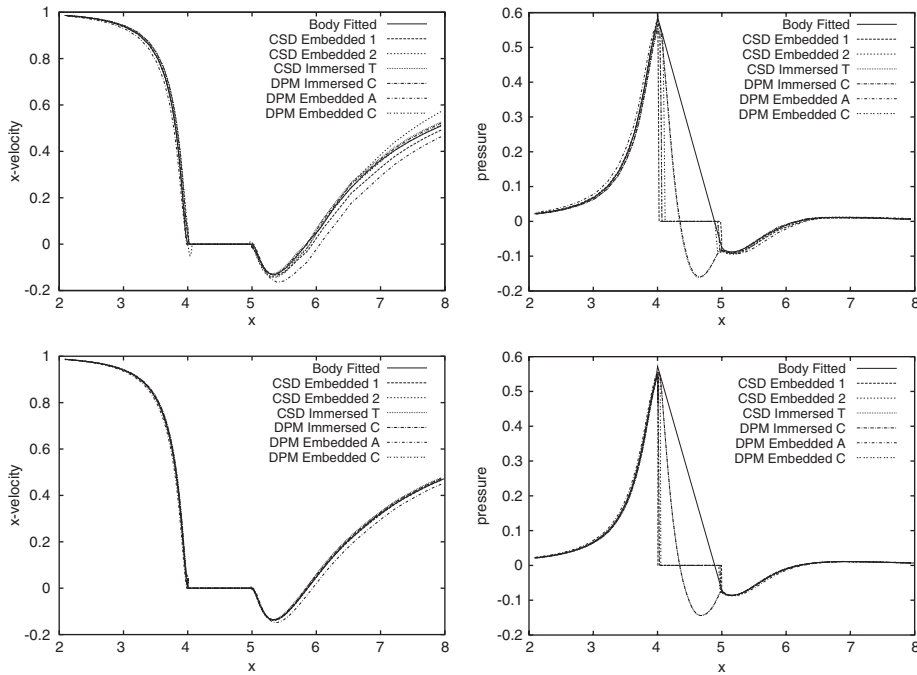 1
0.8
0.6
0.4
0.2
0
-0.2
x-velocity
Body Fitted
CSD Embedded 1
CSD Embedded 2
CSD Immersed T
DPM Immersed C
DPM Embedded A
DPM Embedded C
2 3 4 5 6 7 8
x
0.6
0.5
0.4
0.3
0.2
0.1
0
-0.1
-0.2
pressure
Body Fitted
CSD Embedded 1
CSD Embedded 2
CSD Immersed T
DPM Immersed C
DPM Embedded A
DPM Embedded C
2 3 4 5 6 7 8
x
1
0.8
0.6
0.4
0.2
0
-0.2
x-velocity
Body Fitted
CSD Embedded 1
CSD Embedded 2
CSD Immersed T
DPM Immersed C
DPM Embedded A
DPM Embedded C
2 3 4 5 6 7 8
x
0.6
0.5
0.4
0.3
0.2
0.1
0
-0.1
-0.2
pressure
Body Fitted
CSD Embedded 1
CSD Embedded 2
CSD Immersed T
DPM Immersed C
DPM Embedded A
DPM Embedded C
2 3 4 5 6 7 8
x